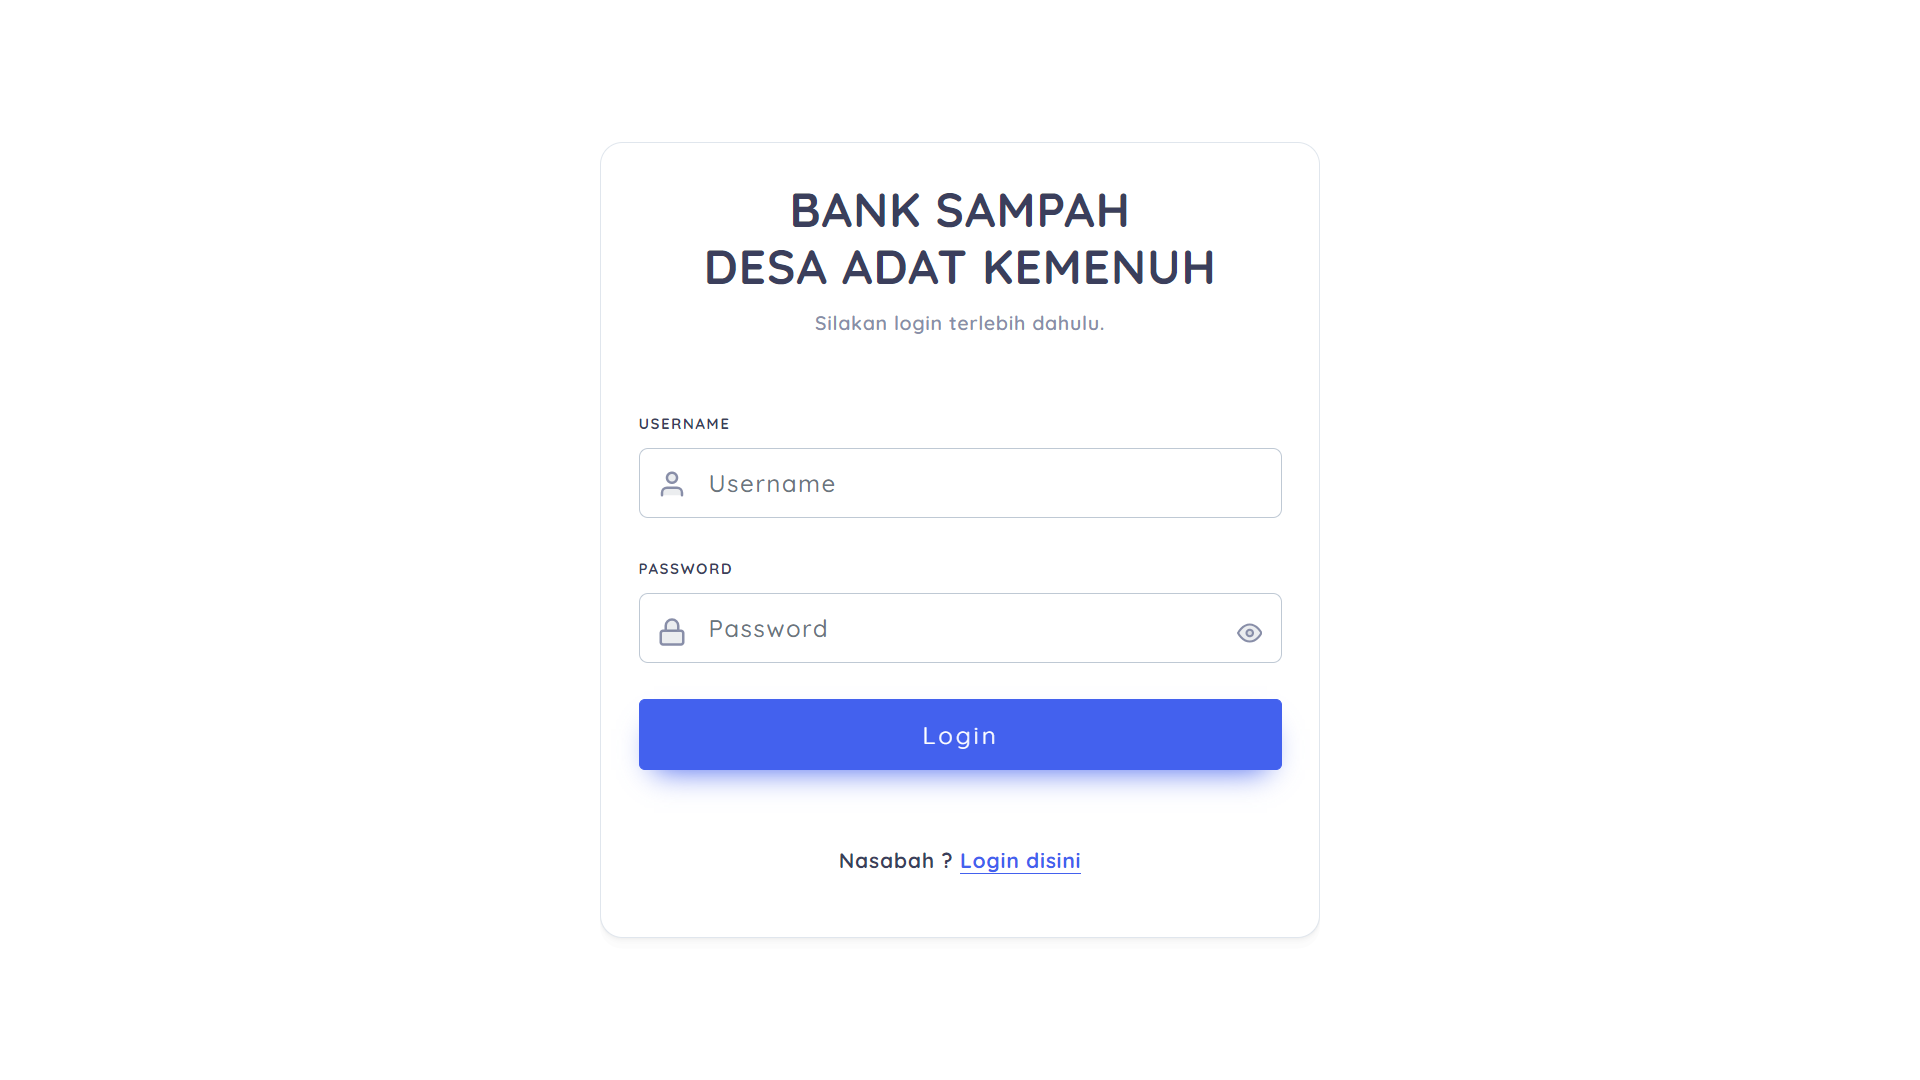 BANK SAMPAH
DESA ADAT KEMENUH
Silakan login terlebih dahulu.
USERNAME
Username
PASSWORD
Password
Login
Nasabah ? Login disini